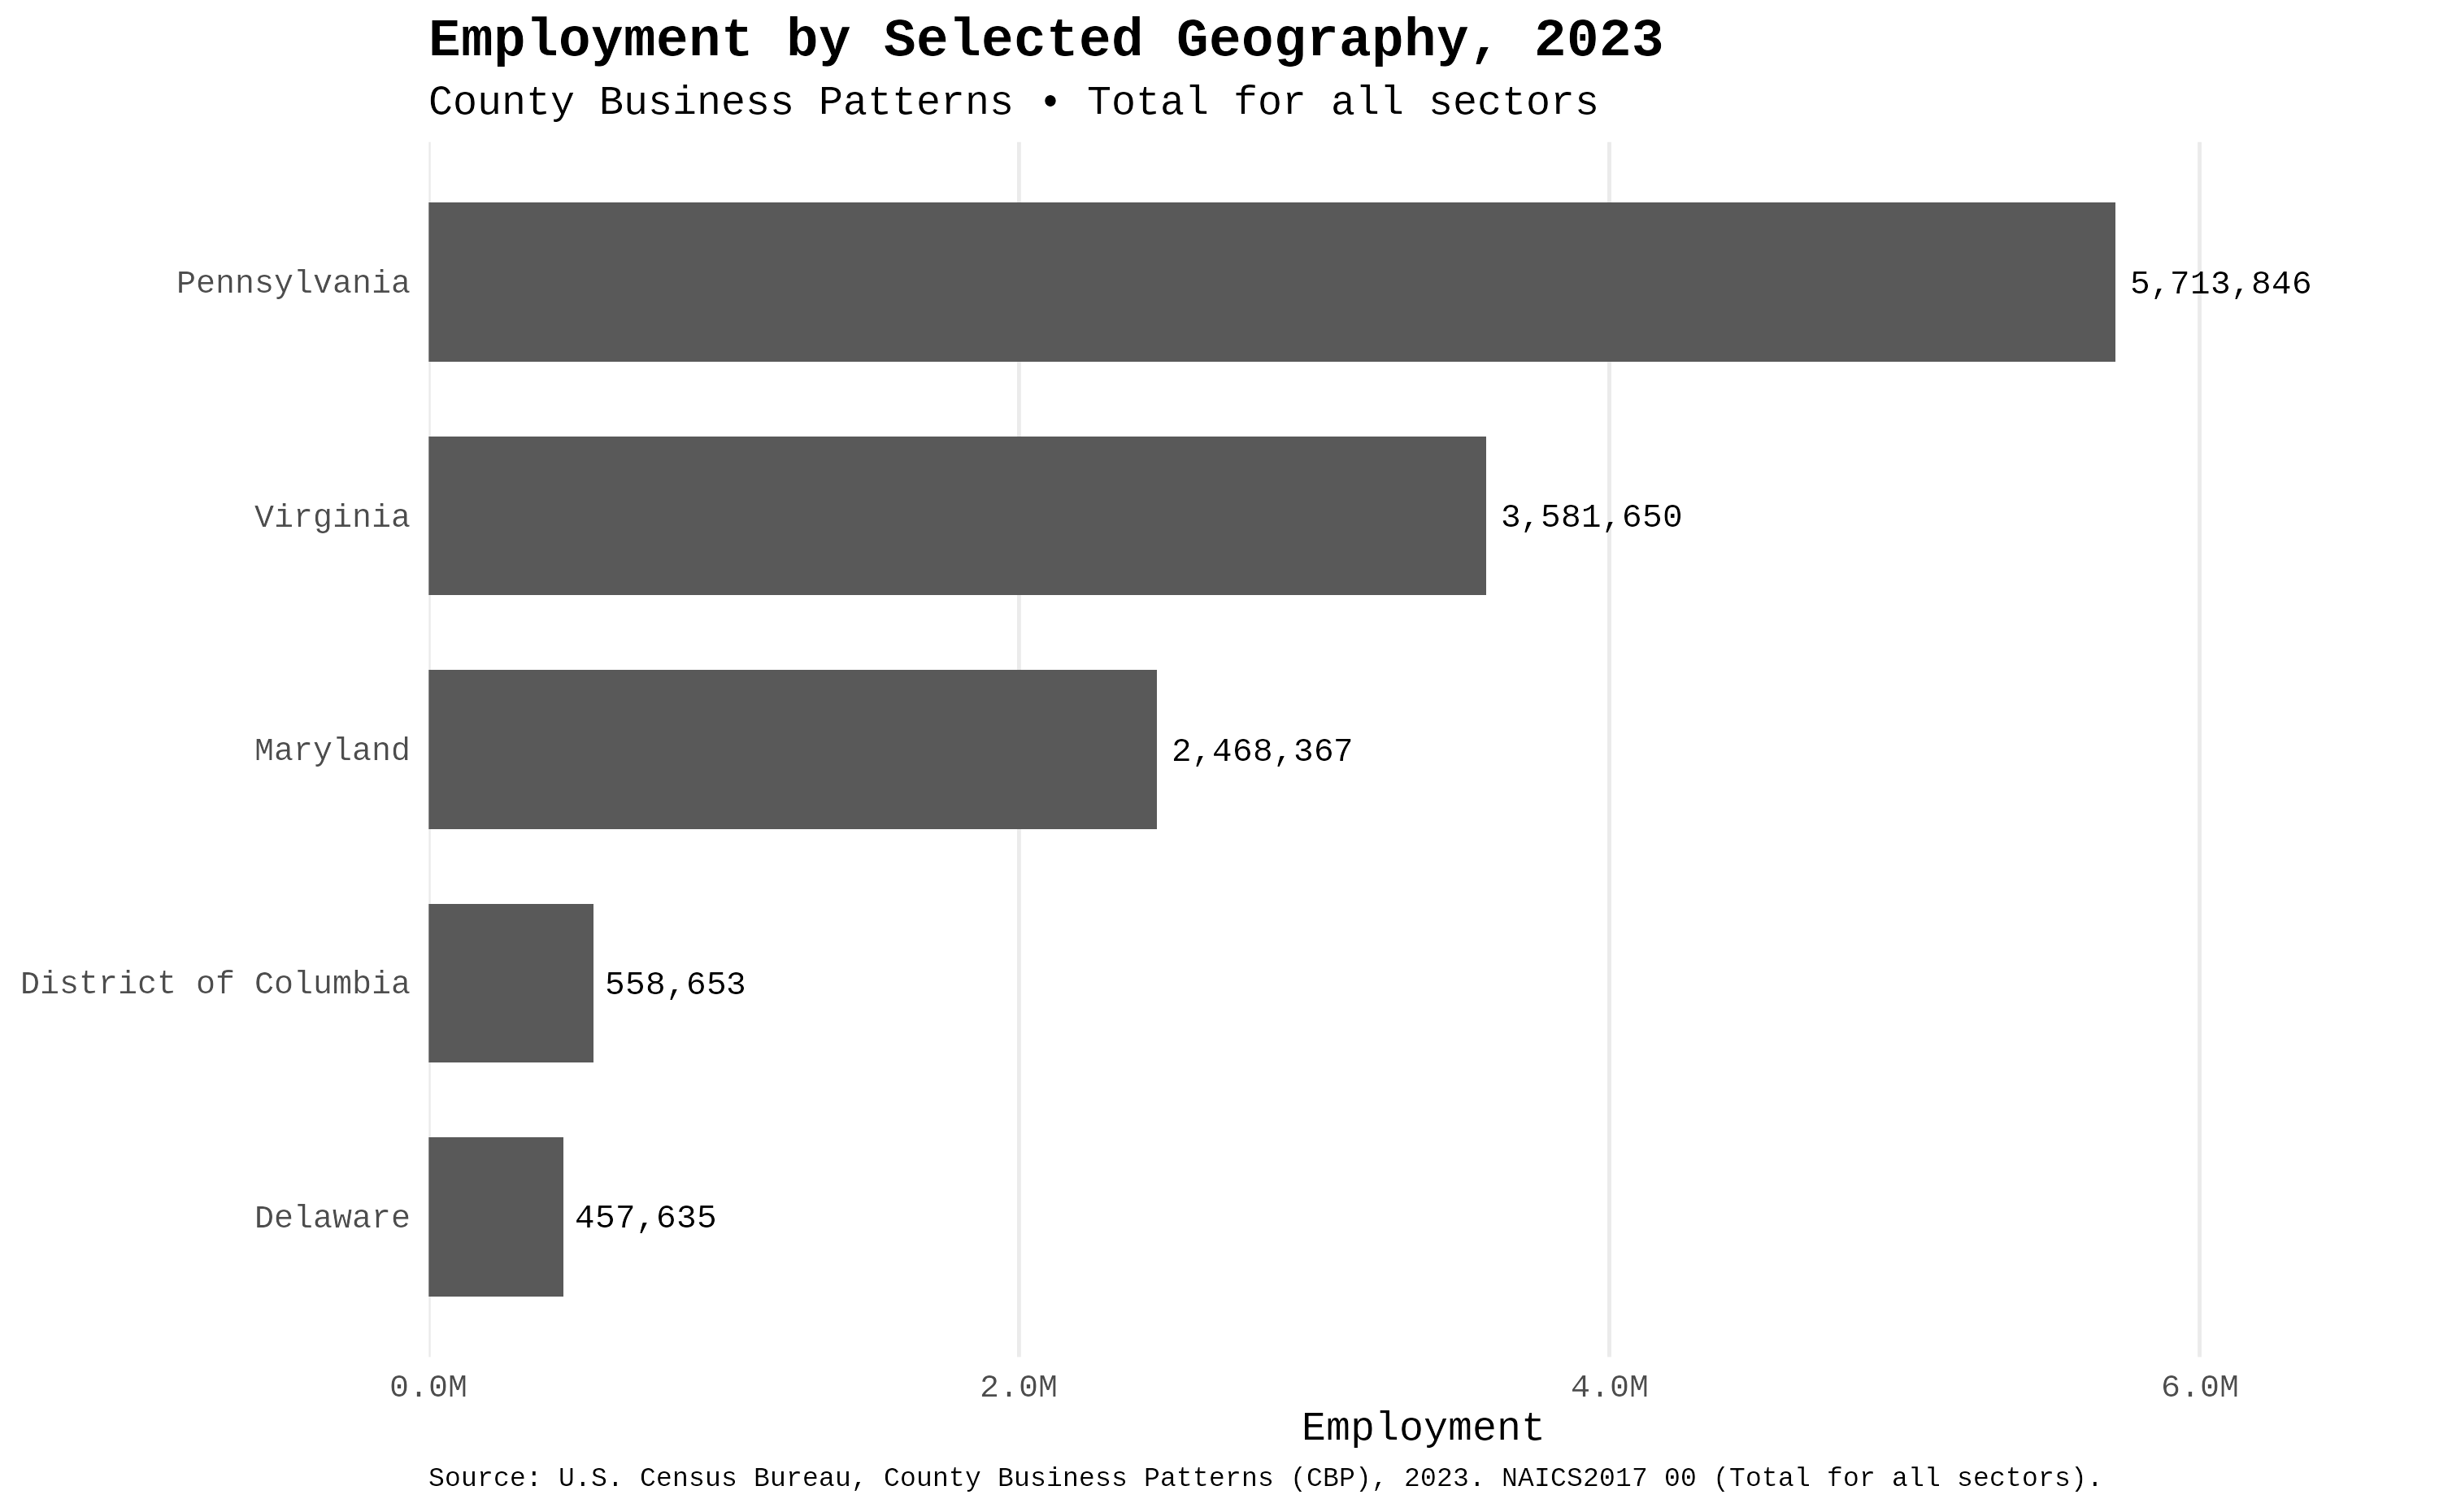 Employment by Selected Geography, 2023
County Business Patterns • Total for all sectors
Pennsylvania 5,713,846
Virginia 3,581,650
Maryland 2,468,367
District of Columbia 558,653
Delaware 457,635
0.0M 2.0M 4.0M 6.0M
Employment
Source: U.S. Census Bureau, County Business Patterns (CBP), 2023. NAICS2017 00 (Total for all sectors).